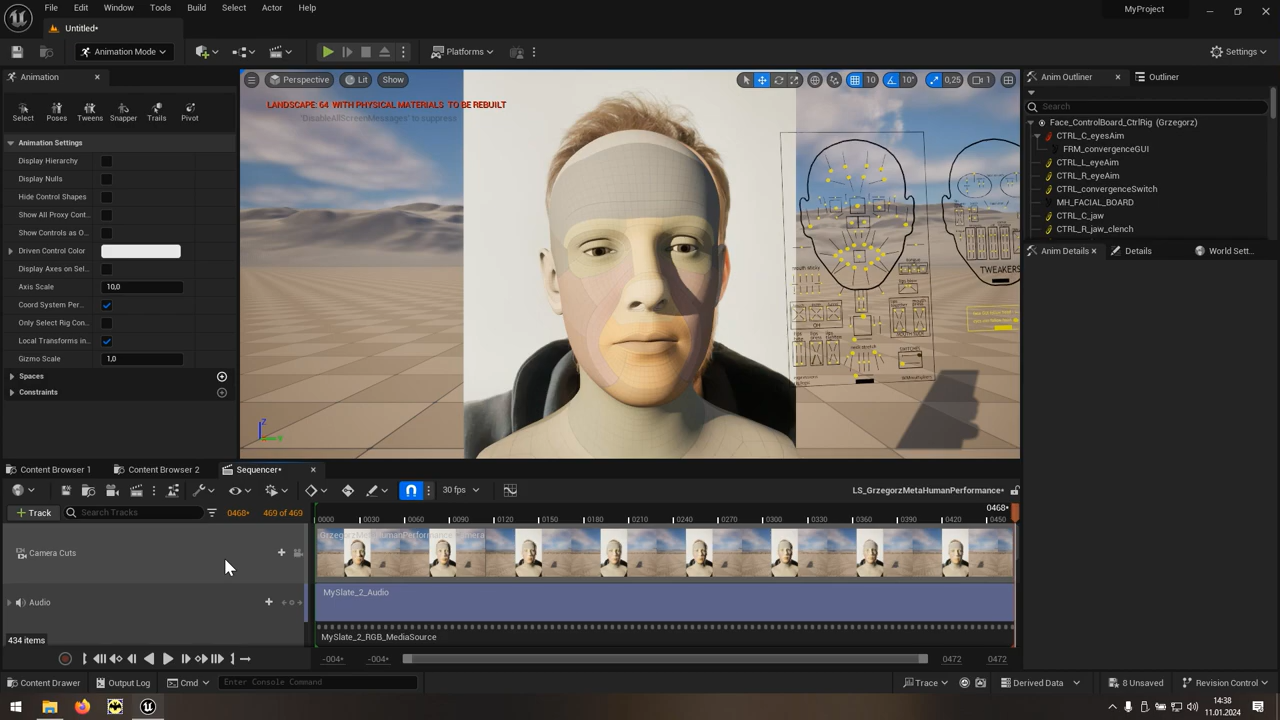 File Edit Window Tools Build Select Actor Help
MyProject
Untitled*
Animation Mode
Platforms
Settings
Animation
Perspective
Lit
Show
10
10°
0,25
1
Anim Outliner
Outliner
LANDSCAPE: 64 WITH PHYSICAL MATERIALS TO BE REBUILT
'DisableAllScreenMessages' to suppress
Search
Select Poses Tweens Snapper Trails Pivot
Face_ControlBoard_CtrlRig (Grzegorz)
CTRL_C_eyesAim
FRM_convergenceGUI
CTRL_L_eyeAim
CTRL_R_eyeAim
CTRL_convergenceSwitch
MH_FACIAL_BOARD
CTRL_C_jaw
CTRL_R_jaw_clench
Animation Settings
Display Hierarchy
Display Nulls
Hide Control Shapes
Show All Proxy Cont...
Show Controls as O...
Driven Control Color
Display Axes on Sel...
Axis Scale 10,0
Coord System Per...
Only Select Rig Con...
Local Transforms in...
Gizmo Scale 1,0
Spaces
Constraints
Anim Details
Details
World Sett...
TWEAKERS
Z
Content Browser 1
Content Browser 2
Sequencer*
30 fps
LS_GrzegorzMetaHumanPerformance*
Track
Search Tracks
0468*
469 of 469
0468*
0000 0030 0060 0090 0120 0150 0180 0210 0240 0270 0300 0330 0360 0390 0420 0450
Camera Cuts
Audio
MySlate_2_Audio
434 items
MySlate_2_RGB_MediaSource
-004*
-004*
0472
0472
Content Drawer
Output Log
Cmd
Enter Console Command
Trace
Derived Data
8 Unsaved
Revision Control
14:38
11.01.2024